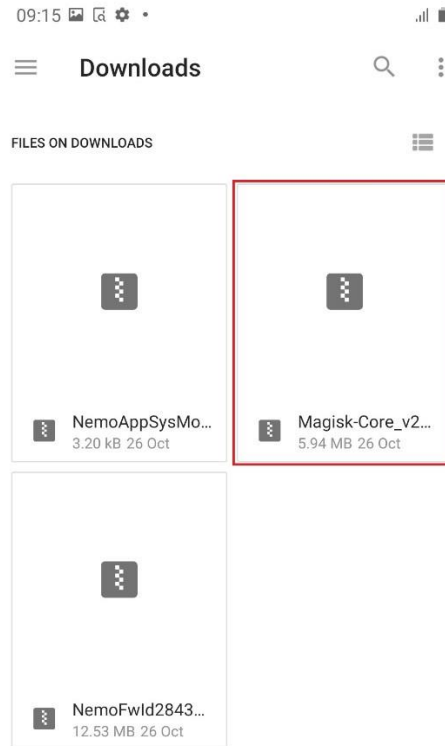 09:15
Downloads
FILES ON DOWNLOADS
NemoAppSysMo...
3.20 kB 26 Oct
Magisk-Core_v2...
5.94 MB 26 Oct
NemoFwId2843...
12.53 MB 26 Oct